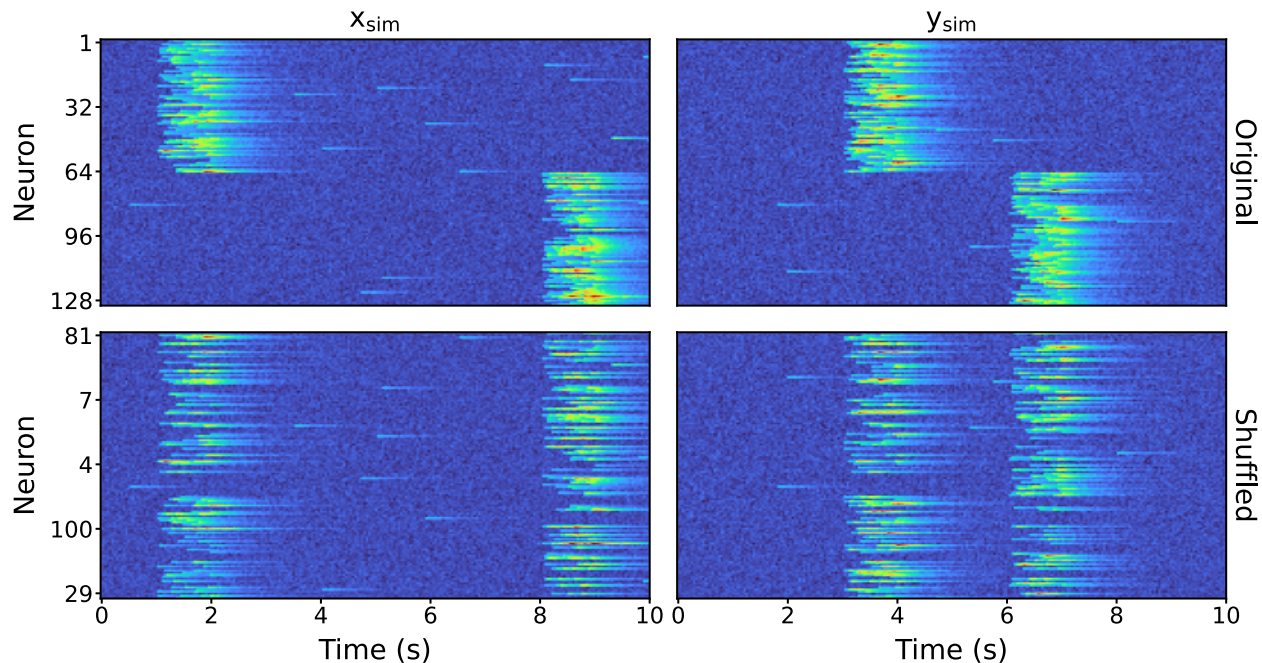 x_sim
y_sim
1
32
64
96
128
Neuron
Original
81
7
4
100
29
Neuron
Shuffled
0 2 4 6 8 10
0 2 4 6 8 10
Time (s)
Time (s)